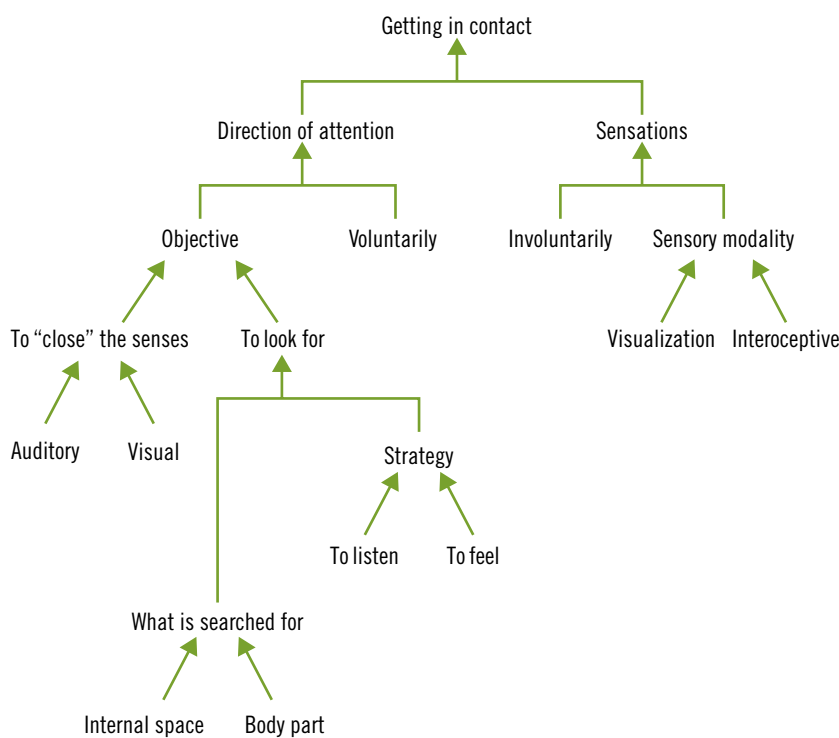 Getting in contact
Direction of attention
Sensations
Objective
Voluntarily
Involuntarily
Sensory modality
To “close” the senses
To look for
Visualization
Interoceptive
Auditory
Visual
Strategy
To listen
To feel
What is searched for
Internal space
Body part